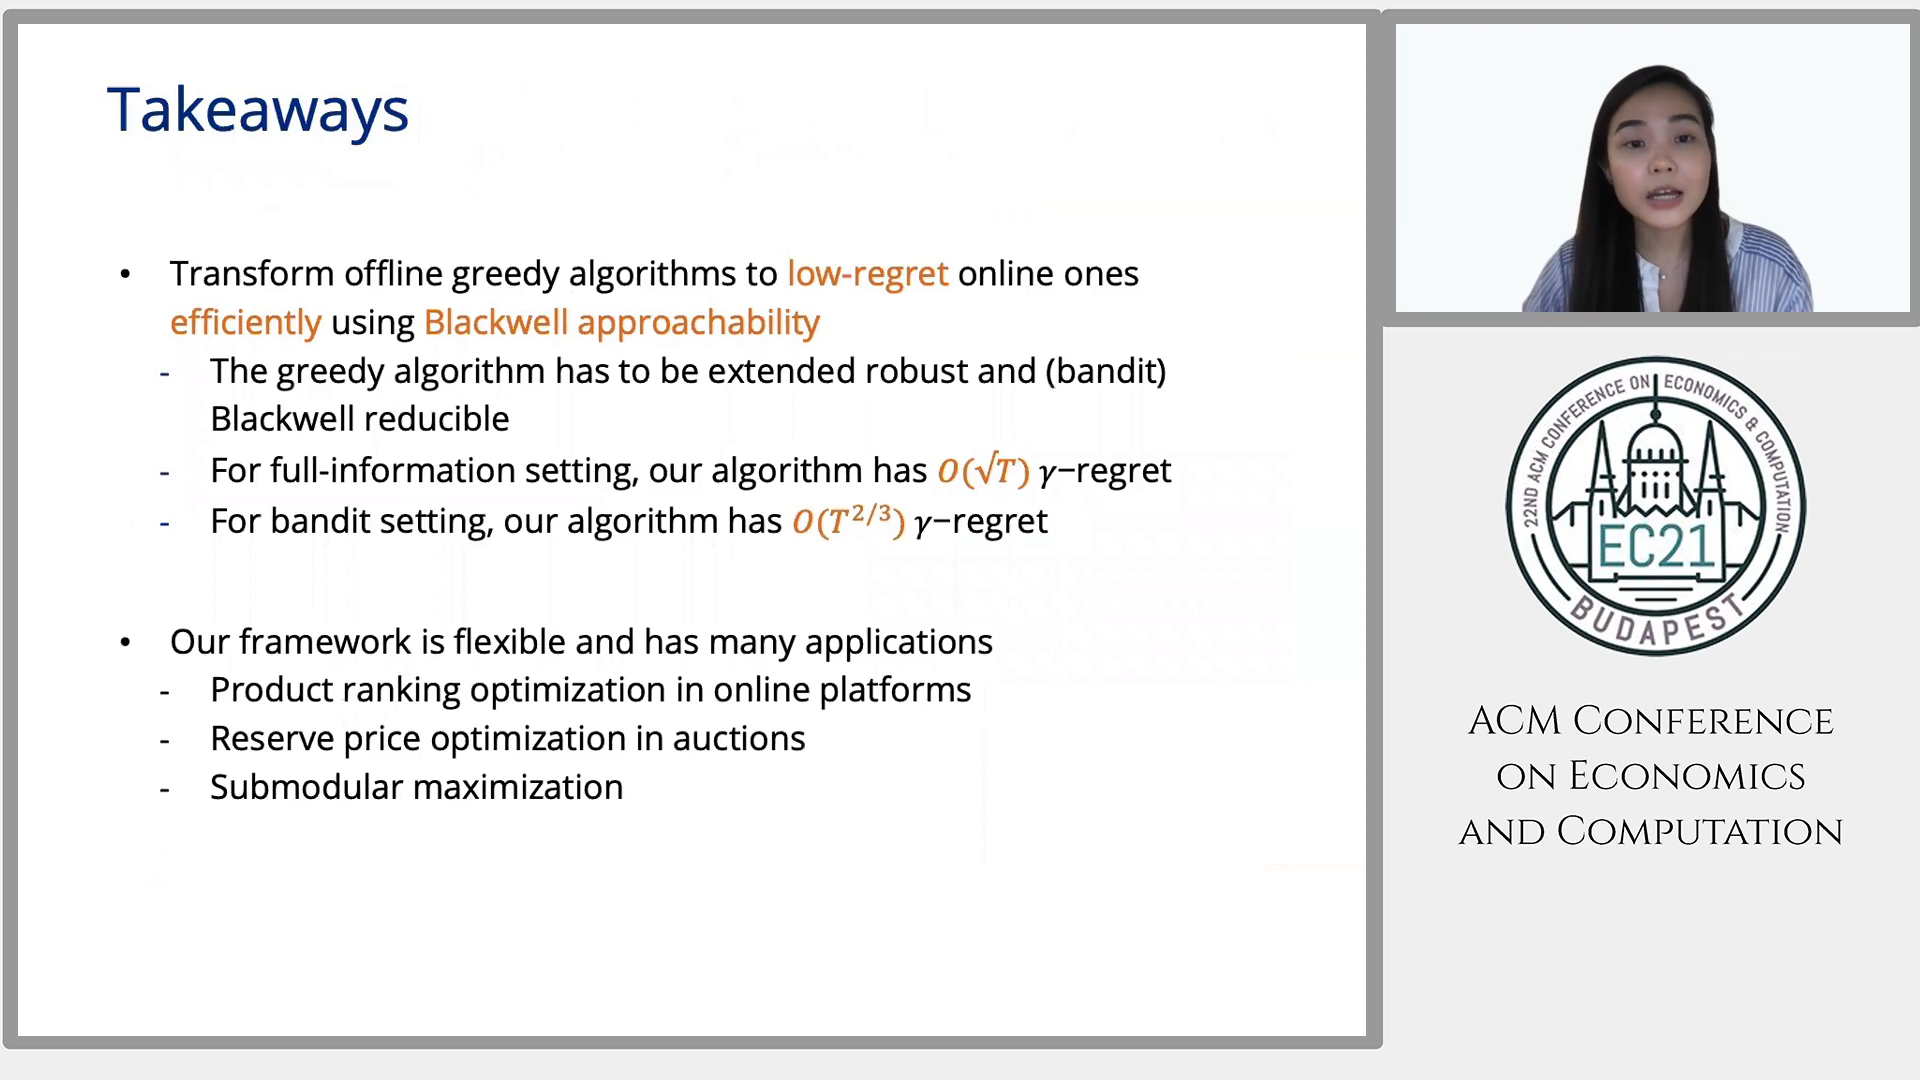 Takeaways
• Transform offline greedy algorithms to low-regret online ones
efficiently using Blackwell approachability
- The greedy algorithm has to be extended robust and (bandit)
Blackwell reducible
- For full-information setting, our algorithm has O(√T) γ−regret
- For bandit setting, our algorithm has O(T^{2/3}) γ−regret
• Our framework is flexible and has many applications
- Product ranking optimization in online platforms
- Reserve price optimization in auctions
- Submodular maximization
22ND ACM CONFERENCE ON ECONOMICS & COMPUTATION
EC21
BUDAPEST
ACM Conference
on Economics
and Computation